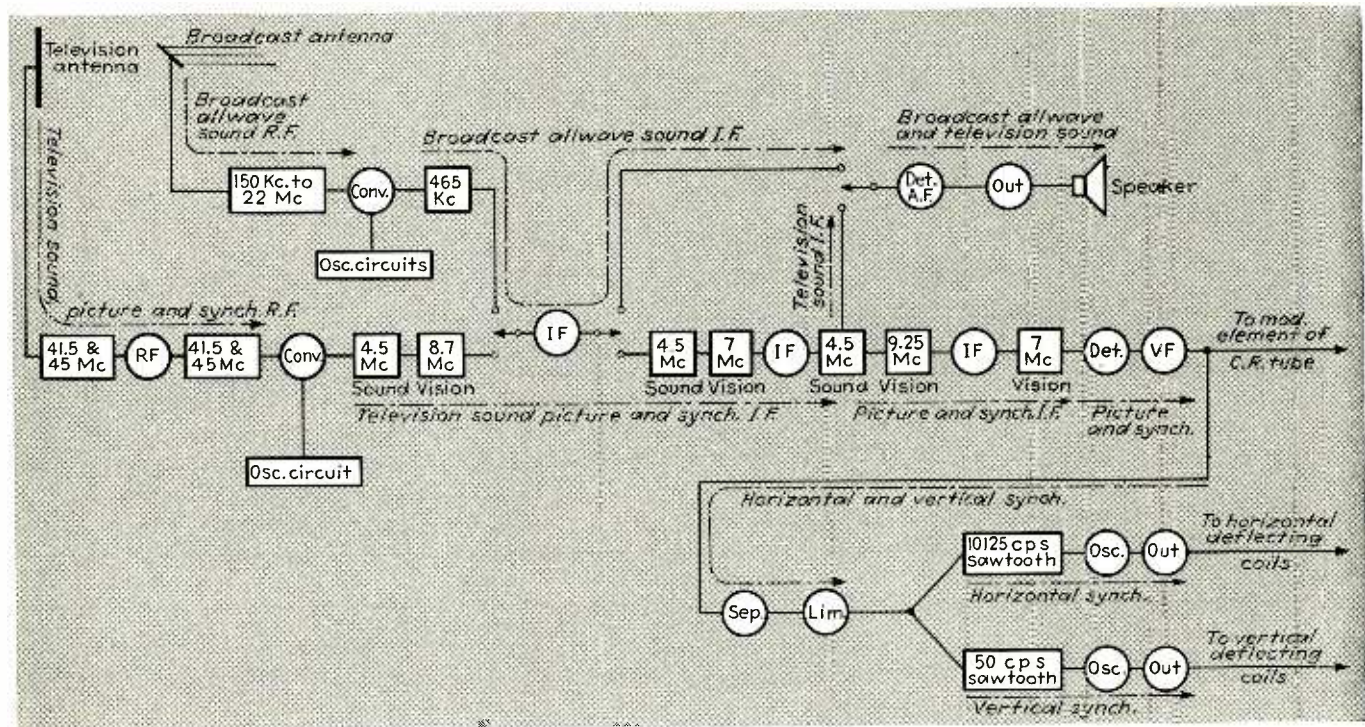 Television
antenna
Broadcast antenna
Broadcast
allwave
sound R.F.
Broadcast allwave sound I.F.
Broadcast allwave
and television sound
150 Kc. to
22 Mc
Conv.
465
Kc
Det.
A.F.
Out
Speaker
Osc. circuits
Television sound
picture and synch. R.F.
Television
sound I.F.
IF
41.5 &
45 Mc
RF
41.5 &
45 Mc
Conv.
4.5
Mc
8.7
Mc
4.5
Mc
7
Mc
IF
4.5
Mc
9.25
Mc
IF
7
Mc
Det.
VF
To mod.
element of
C.R. tube
Sound Vision
Sound Vision
Sound
Vision
Vision
Television sound picture and synch. I.F.
Picture and synch. I.F.
Picture
and synch.
Osc. circuit
Horizontal and vertical synch.
10125 cps
sawtooth
Osc.
Out
To horizontal
deflecting
coils
Horizontal synch.
Sep.
Lim.
50 cps
sawtooth
Osc
Out
To vertical
deflecting
coils
Vertical synch.